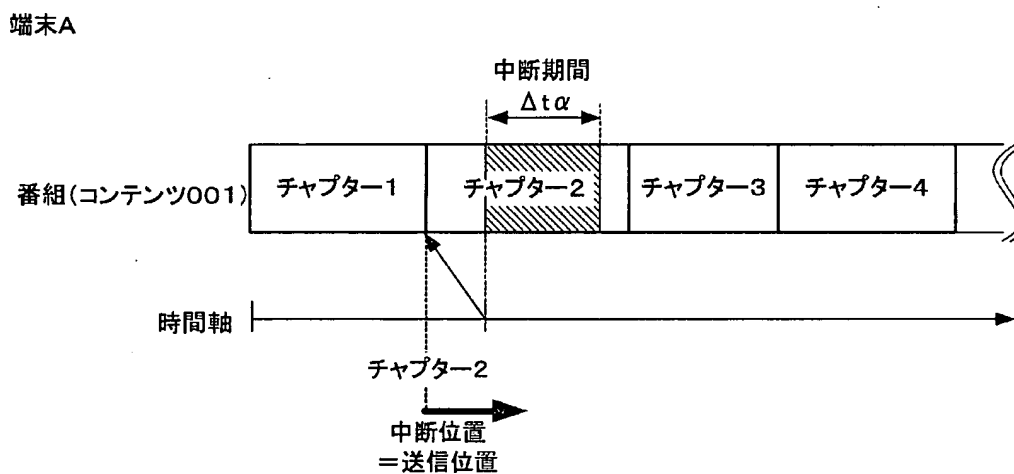 端末A
中断期間
Δtα
番組(コンテンツ001)
チャプター1
チャプター2
チャプター3
チャプター4
時間軸
チャプター2
中断位置
=送信位置